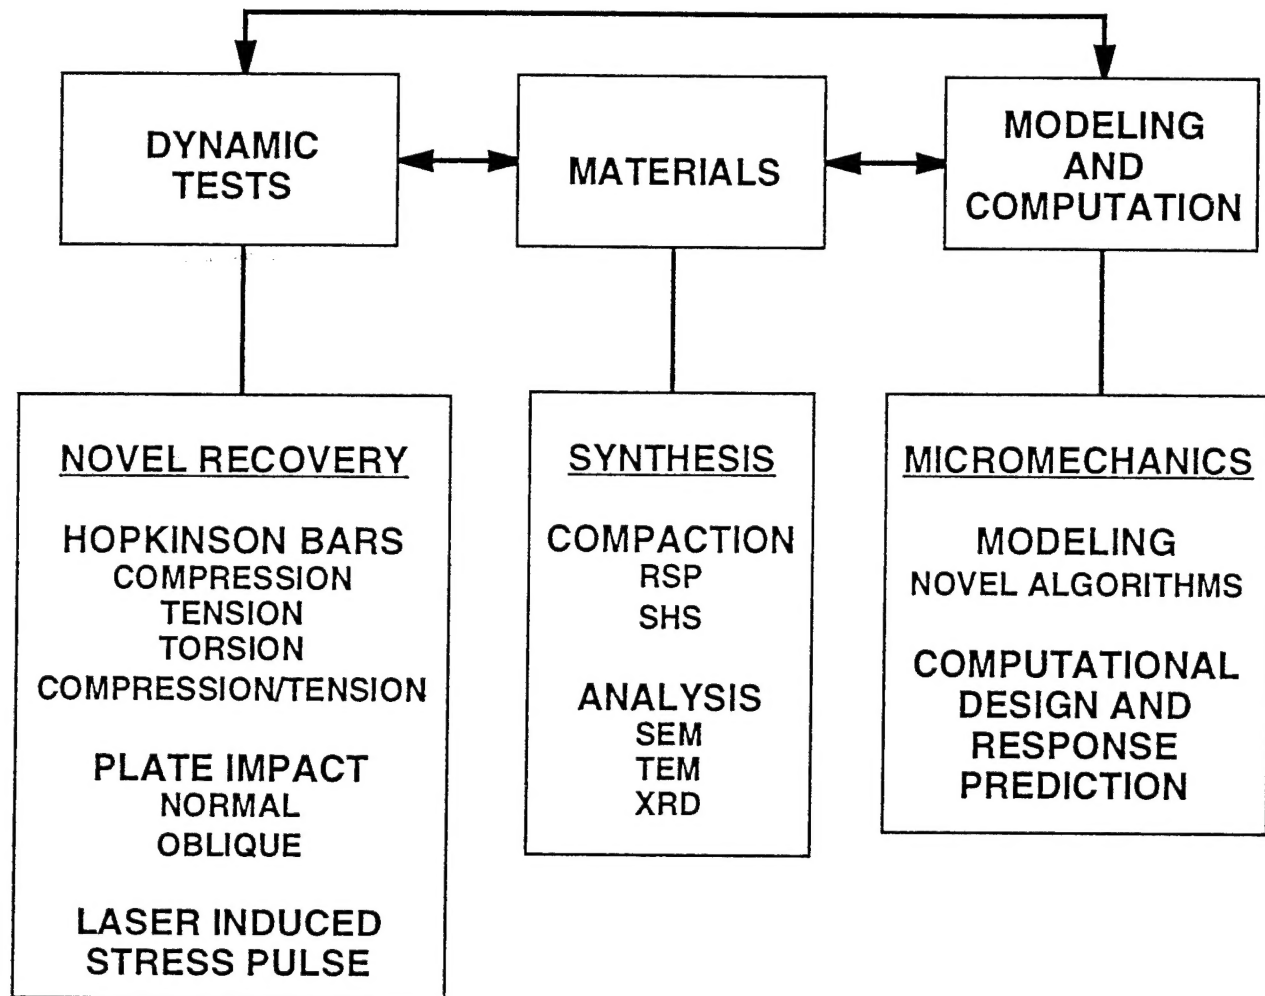 DYNAMIC
TESTS
MATERIALS
MODELING
AND
COMPUTATION
NOVEL RECOVERY
HOPKINSON BARS
COMPRESSION
TENSION
TORSION
COMPRESSION/TENSION
PLATE IMPACT
NORMAL
OBLIQUE
LASER INDUCED
STRESS PULSE
SYNTHESIS
COMPACTION
RSP
SHS
ANALYSIS
SEM
TEM
XRD
MICROMECHANICS
MODELING
NOVEL ALGORITHMS
COMPUTATIONAL
DESIGN AND
RESPONSE
PREDICTION